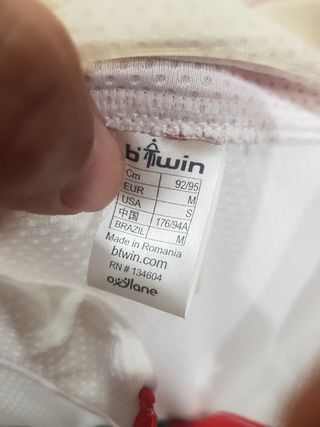 b'twin
Cm 92/95
EUR M
USA S
中国 176/94A
BRAZIL M
Made in Romania
btwin.com
RN # 134604
oxylane